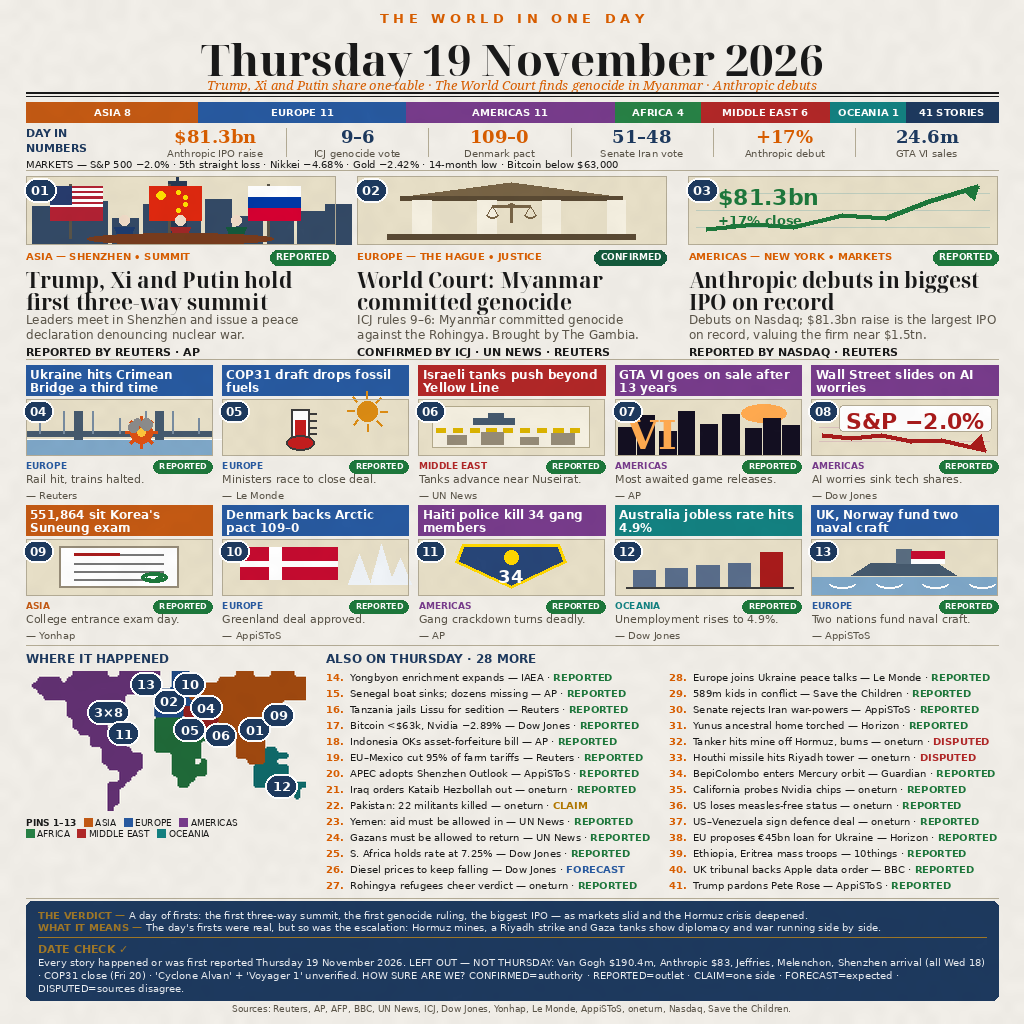 THE WORLD IN ONE DAY
Thursday 19 November 2026
Trump, Xi and Putin share one table · The World Court finds genocide in Myanmar · Anthropic debuts
ASIA 8
EUROPE 11
AMERICAS 11
AFRICA 4
MIDDLE EAST 6
OCEANIA 1
41 STORIES
DAY IN
NUMBERS
$81.3bn
Anthropic IPO raise
9–6
ICJ genocide vote
109–0
Denmark pact
51–48
Senate Iran vote
+17%
Anthropic debut
24.6m
GTA VI sales
MARKETS — S&P 500 −2.0% · 5th straight loss · Nikkei −4.68% · Gold −2.42% · 14-month low · Bitcoin below $63,000
01
ASIA — SHENZHEN • SUMMIT
REPORTED
Trump, Xi and Putin hold
first three-way summit
Leaders meet in Shenzhen and issue a peace
declaration denouncing nuclear war.
REPORTED BY REUTERS · AP
02
EUROPE — THE HAGUE • JUSTICE
CONFIRMED
World Court: Myanmar
committed genocide
ICJ rules 9–6: Myanmar committed genocide
against the Rohingya. Brought by The Gambia.
CONFIRMED BY ICJ · UN NEWS · REUTERS
03
$81.3bn
+17% close
AMERICAS — NEW YORK • MARKETS
REPORTED
Anthropic debuts in biggest
IPO on record
Debuts on Nasdaq; $81.3bn raise is the largest IPO
on record, valuing the firm near $1.5tn.
REPORTED BY NASDAQ · REUTERS
Ukraine hits Crimean
Bridge a third time
04
EUROPE
REPORTED
Rail hit, trains halted.
— Reuters
COP31 draft drops fossil
fuels
05
EUROPE
REPORTED
Ministers race to close deal.
— Le Monde
Israeli tanks push beyond
Yellow Line
06
MIDDLE EAST
REPORTED
Tanks advance near Nuseirat.
— UN News
GTA VI goes on sale after
13 years
07
VI
AMERICAS
REPORTED
Most awaited game releases.
— AP
Wall Street slides on AI
worries
08
S&P −2.0%
AMERICAS
REPORTED
AI worries sink tech shares.
— Dow Jones
551,864 sit Korea's
Suneung exam
09
ASIA
REPORTED
College entrance exam day.
— Yonhap
Denmark backs Arctic
pact 109–0
10
EUROPE
REPORTED
Greenland deal approved.
— AppiSToS
Haiti police kill 34 gang
members
11
34
AMERICAS
REPORTED
Gang crackdown turns deadly.
— AP
Australia jobless rate hits
4.9%
12
OCEANIA
REPORTED
Unemployment rises to 4.9%.
— Dow Jones
UK, Norway fund two
naval craft
13
EUROPE
REPORTED
Two nations fund naval craft.
— AppiSToS
WHERE IT HAPPENED
13
10
02
04
3×8
09
11
05
06
01
12
PINS 1–13 ASIA EUROPE AMERICAS
AFRICA MIDDLE EAST OCEANIA
ALSO ON THURSDAY · 28 MORE
14. Yongbyon enrichment expands — IAEA · REPORTED
15. Senegal boat sinks; dozens missing — AP · REPORTED
16. Tanzania jails Lissu for sedition — Reuters · REPORTED
17. Bitcoin <$63k, Nvidia −2.89% — Dow Jones · REPORTED
18. Indonesia OKs asset-forfeiture bill — AP · REPORTED
19. EU–Mexico cut 95% of farm tariffs — Reuters · REPORTED
20. APEC adopts Shenzhen Outlook — AppiSToS · REPORTED
21. Iraq orders Kataib Hezbollah out — oneturn · REPORTED
22. Pakistan: 22 militants killed — oneturn · CLAIM
23. Yemen: aid must be allowed in — UN News · REPORTED
24. Gazans must be allowed to return — UN News · REPORTED
25. S. Africa holds rate at 7.25% — Dow Jones · REPORTED
26. Diesel prices to keep falling — Dow Jones · FORECAST
27. Rohingya refugees cheer verdict — oneturn · REPORTED
28. Europe joins Ukraine peace talks — Le Monde · REPORTED
29. 589m kids in conflict — Save the Children · REPORTED
30. Senate rejects Iran war-powers — AppiSToS · REPORTED
31. Yunus ancestral home torched — Horizon · REPORTED
32. Tanker hits mine off Hormuz, burns — oneturn · DISPUTED
33. Houthi missile hits Riyadh tower — oneturn · DISPUTED
34. BepiColombo enters Mercury orbit — Guardian · REPORTED
35. California probes Nvidia chips — oneturn · REPORTED
36. US loses measles-free status — oneturn · REPORTED
37. US–Venezuela sign defence deal — oneturn · REPORTED
38. EU proposes €45bn loan for Ukraine — Horizon · REPORTED
39. Ethiopia, Eritrea mass troops — 10things · REPORTED
40. UK tribunal backs Apple data order — BBC · REPORTED
41. Trump pardons Pete Rose — AppiSToS · REPORTED
THE VERDICT — A day of firsts: the first three-way summit, the first genocide ruling, the biggest IPO — as markets slid and the Hormuz crisis deepened.
WHAT IT MEANS — The day's firsts were real, but so was the escalation: Hormuz mines, a Riyadh strike and Gaza tanks show diplomacy and war running side by side.
DATE CHECK ✓
Every story happened or was first reported Thursday 19 November 2026. LEFT OUT — NOT THURSDAY: Van Gogh $190.4m, Anthropic $83, Jeffries, Melenchon, Shenzhen arrival (all Wed 18)
· COP31 close (Fri 20) · 'Cyclone Alvan' + 'Voyager 1' unverified. HOW SURE ARE WE? CONFIRMED=authority · REPORTED=outlet · CLAIM=one side · FORECAST=expected ·
DISPUTED=sources disagree.
Sources: Reuters, AP, AFP, BBC, UN News, ICJ, Dow Jones, Yonhap, Le Monde, AppiSToS, oneturn, Nasdaq, Save the Children.